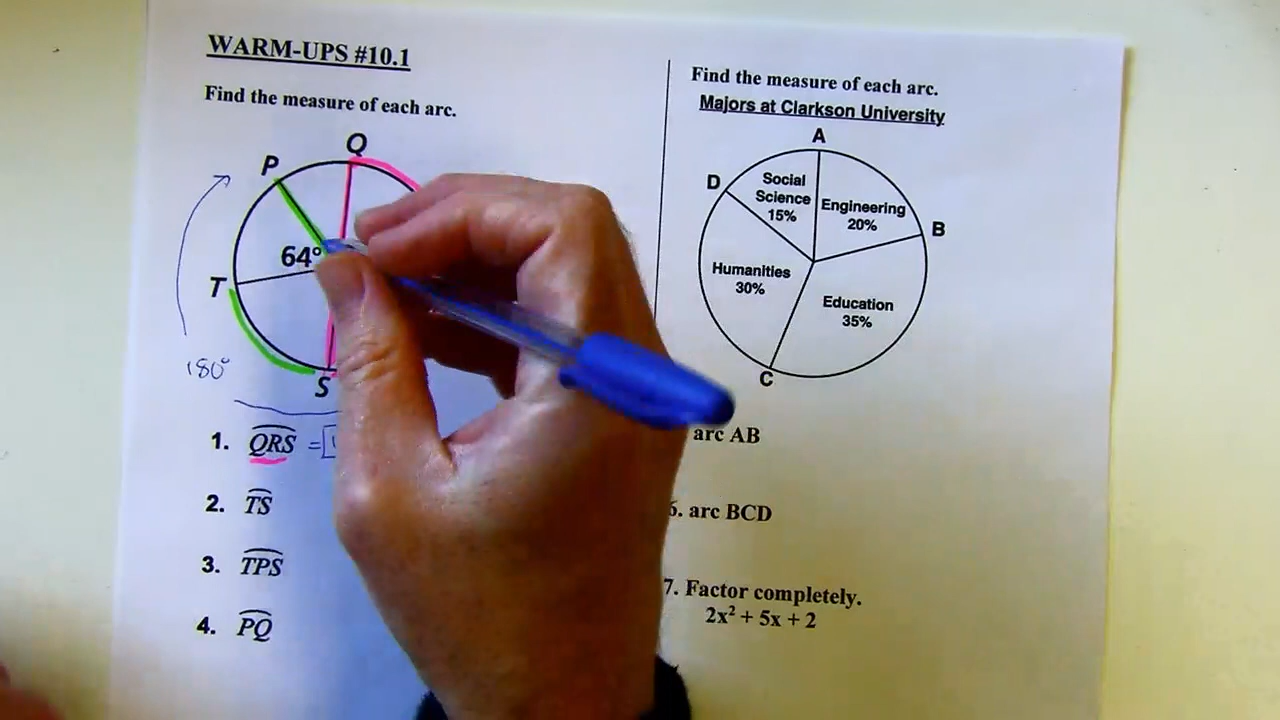 WARM-UPS #10.1
Find the measure of each arc.
Q
P
64°
T
180°
S
1. QRS =
2. TS
3. TPS
4. PQ
Find the measure of each arc.
Majors at Clarkson University
A
D
Social
Science
15%
Engineering
20%
B
Humanities
30%
Education
35%
C
arc AB
6. arc BCD
7. Factor completely.
2x² + 5x + 2